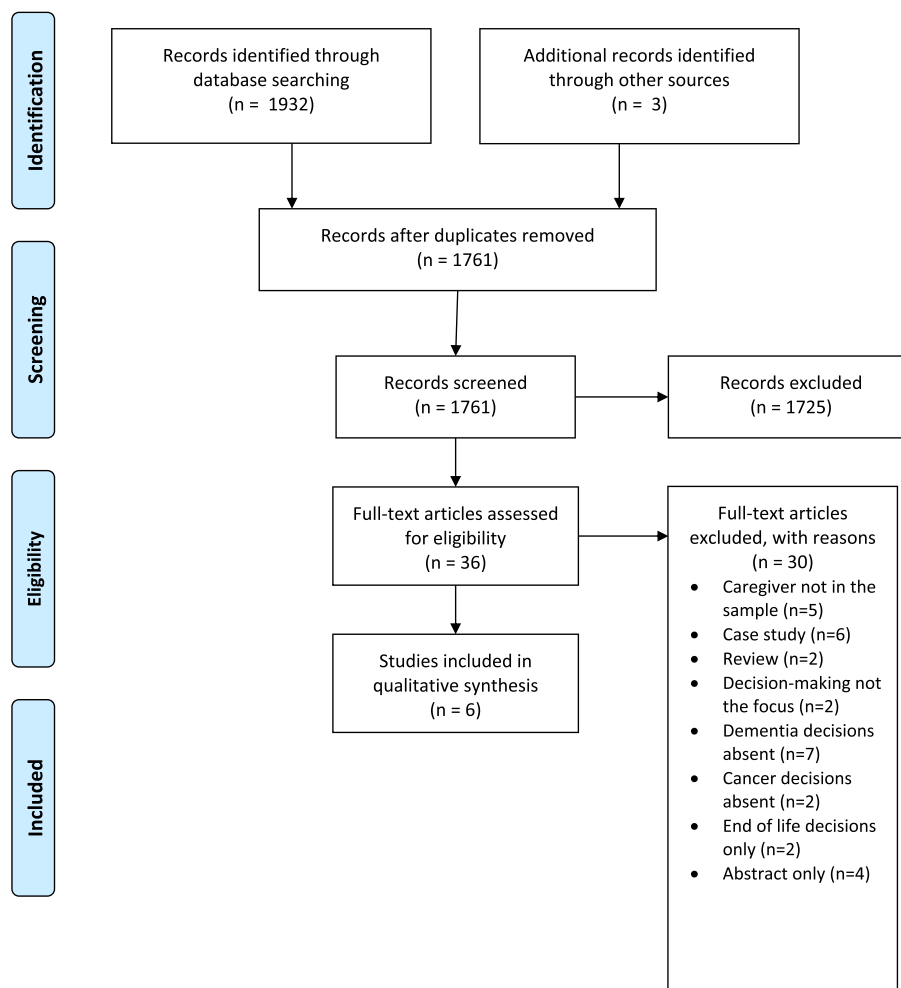 Identification
Records identified through
database searching
(n = 1932)
Additional records identified
through other sources
(n = 3)
Records after duplicates removed
(n = 1761)
Screening
Records screened
(n = 1761)
Records excluded
(n = 1725)
Eligibility
Full-text articles assessed
for eligibility
(n = 36)
Full-text articles
excluded, with reasons
(n = 30)
• Caregiver not in the
sample (n=5)
• Case study (n=6)
• Review (n=2)
• Decision-making not
the focus (n=2)
• Dementia decisions
absent (n=7)
• Cancer decisions
absent (n=2)
• End of life decisions
only (n=2)
• Abstract only (n=4)
Studies included in
qualitative synthesis
(n = 6)
Included